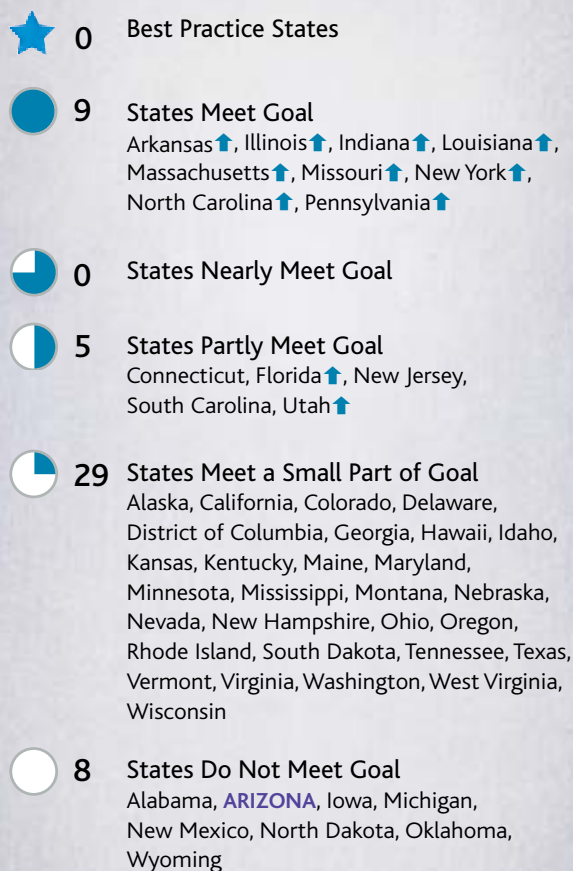 0 Best Practice States
9 States Meet Goal
Arkansas⬆, Illinois⬆, Indiana⬆, Louisiana⬆,
Massachusetts⬆, Missouri⬆, New York⬆,
North Carolina⬆, Pennsylvania⬆
0 States Nearly Meet Goal
5 States Partly Meet Goal
Connecticut, Florida⬆, New Jersey,
South Carolina, Utah⬆
29 States Meet a Small Part of Goal
Alaska, California, Colorado, Delaware,
District of Columbia, Georgia, Hawaii, Idaho,
Kansas, Kentucky, Maine, Maryland,
Minnesota, Mississippi, Montana, Nebraska,
Nevada, New Hampshire, Ohio, Oregon,
Rhode Island, South Dakota, Tennessee, Texas,
Vermont, Virginia, Washington, West Virginia,
Wisconsin
8 States Do Not Meet Goal
Alabama, ARIZONA, Iowa, Michigan,
New Mexico, North Dakota, Oklahoma,
Wyoming